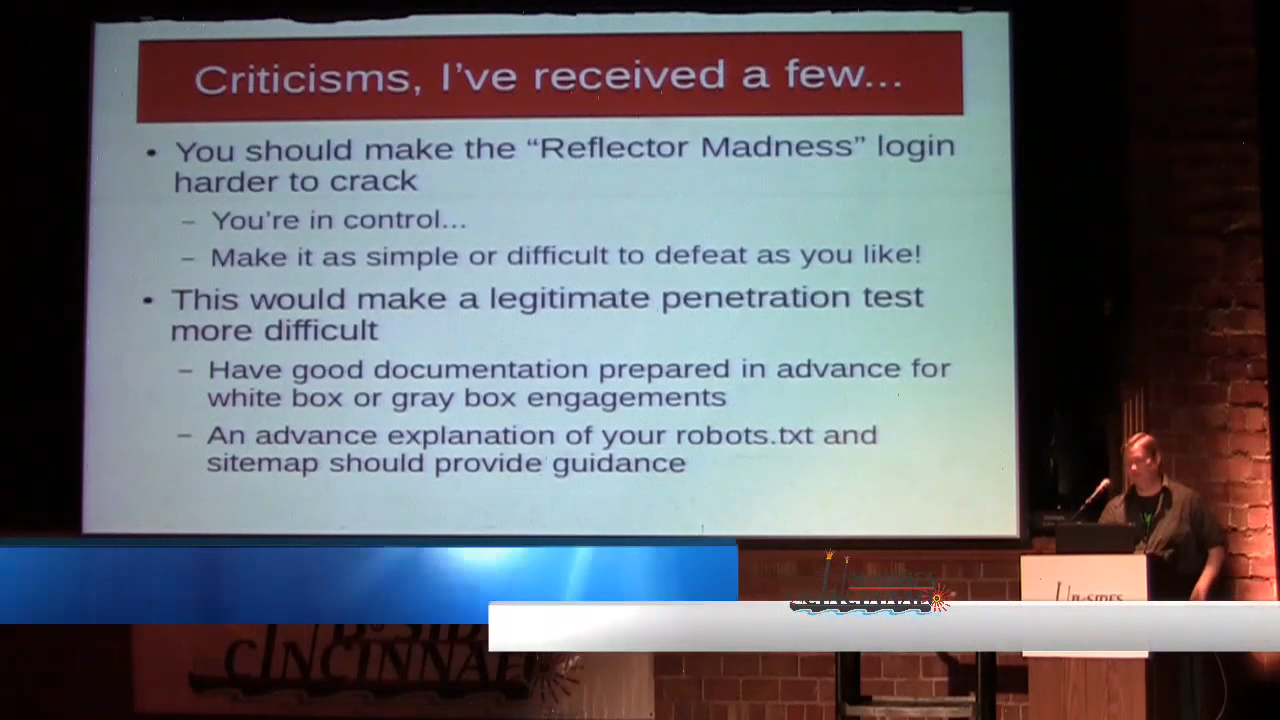 Criticisms, I've received a few...
• You should make the “Reflector Madness” login
harder to crack
– You're in control...
– Make it as simple or difficult to defeat as you like!
• This would make a legitimate penetration test
more difficult
– Have good documentation prepared in advance for
white box or gray box engagements
– An advance explanation of your robots.txt and
sitemap should provide guidance
CINCINNATI
BSIDES
CINCINNATI